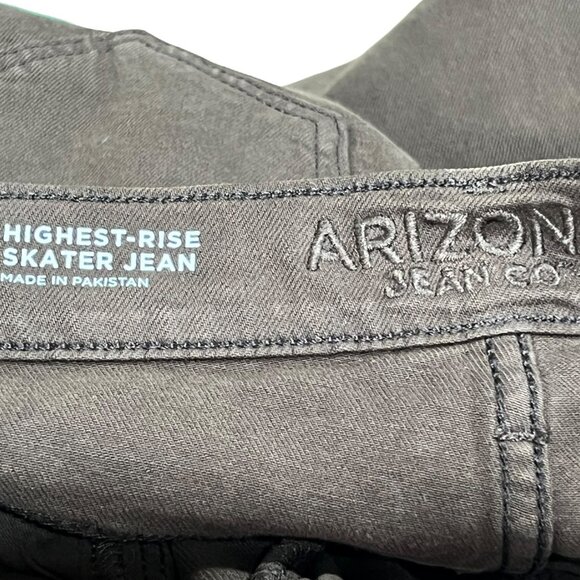 HIGHEST-RISE
SKATER JEAN
MADE IN PAKISTAN
ARIZON
JEAN CO